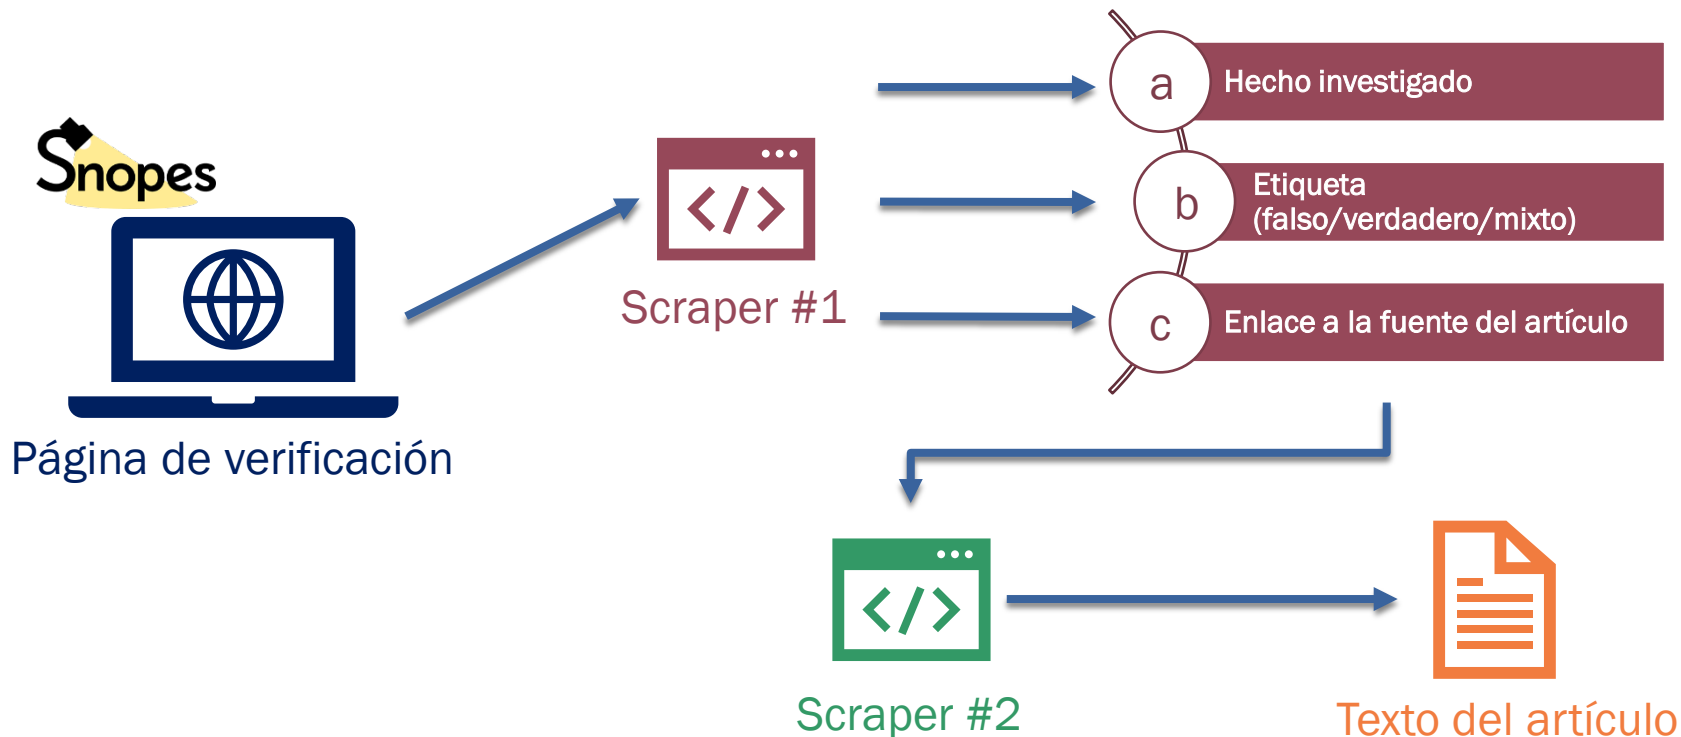 Snopes
Página de verificación
</>
Scraper #1
a
Hecho investigado
b
Etiqueta
(falso/verdadero/mixto)
c
Enlace a la fuente del artículo
</>
Scraper #2
Texto del artículo